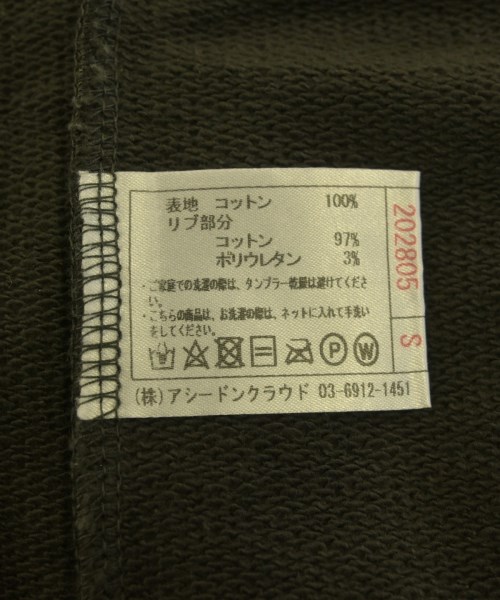 表地 コットン 100%
リブ部分
コットン 97%
ポリウレタン 3%
・ご家庭での洗濯の際は、タンブラー乾燥は避けてくださ
い。
・こちらの商品は、お洗濯の際は、ネットに入れて手洗い
をしてください。
P W
(株)アシードンクラウド 03-6912-1451
202805 S